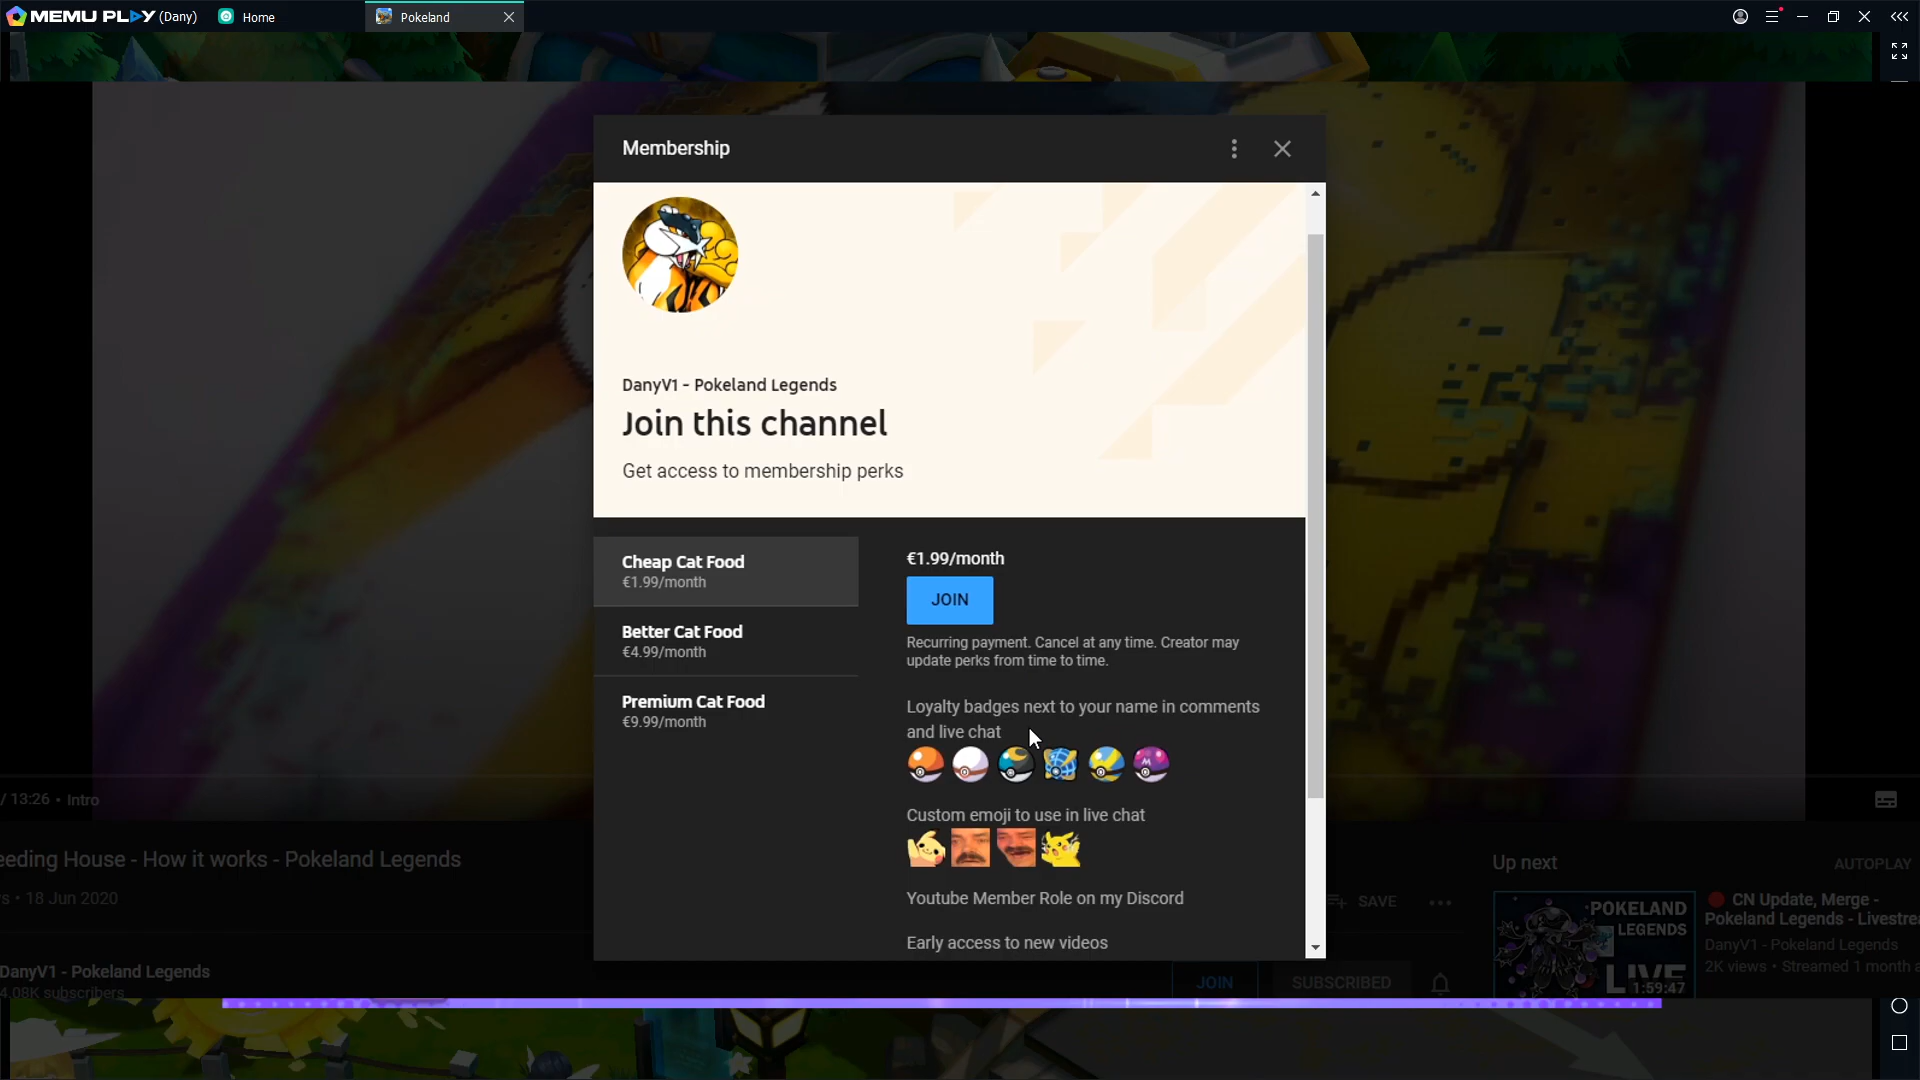 MEMU PLAY (Dany)
Home
Pokeland
Membership
DanyV1 - Pokeland Legends
Join this channel
Get access to membership perks
Cheap Cat Food
€1.99/month
Better Cat Food
€4.99/month
Premium Cat Food
€9.99/month
€1.99/month
JOIN
Recurring payment. Cancel at any time. Creator may
update perks from time to time.
Loyalty badges next to your name in comments
and live chat
Custom emoji to use in live chat
Youtube Member Role on my Discord
Early access to new videos
/ 13:26 • Intro
eeding House - How it works - Pokeland Legends
s • 18 Jun 2020
SAVE
DanyV1 - Pokeland Legends
4.08K subscribers
JOIN
SUBSCRIBED
Up next
AUTOPLAY
POKELAND
LEGENDS
LIVE
1:59:47
CN Update, Merge -
Pokeland Legends - Livestre
DanyV1 - Pokeland Legends
2K views • Streamed 1 month a